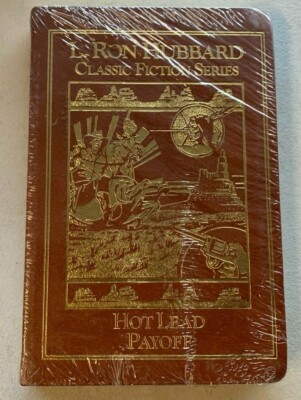 L. RON HUBBARD
CLASSIC FICTION SERIES
HOT LEAD
PAYOFF